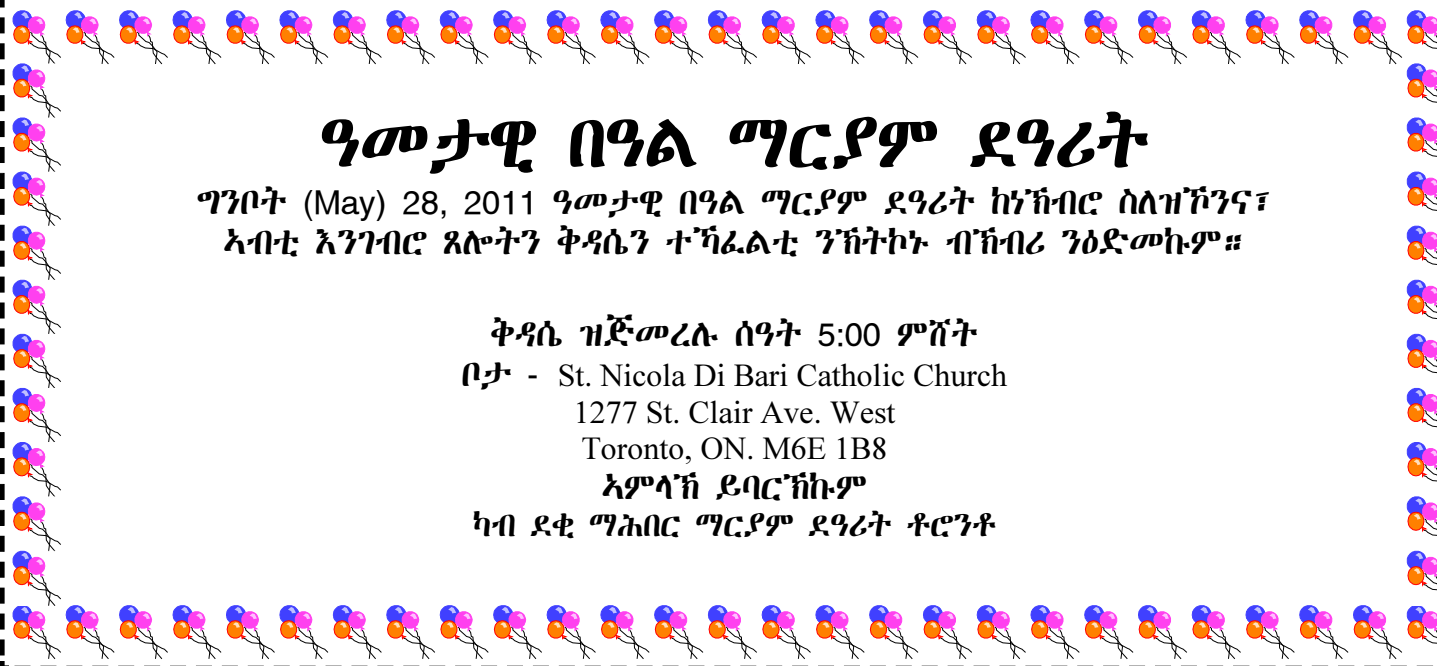 ዓመታዊ በዓል ማርያም ደዓሪት
ግንቦት (May) 28, 2011 ዓመታዊ በዓል ማርያም ደዓሪት ከነኽብሮ ስለዝኾንና፣
ኣብቲ እንገብሮ ጸሎትን ቅዳሴን ተኻፈልቲ ንኽትኮኑ ብኽብሪ ንዕድመኩም።
ቅዳሴ ዝጅመረሉ ሰዓት 5:00 ምሸት
ቦታ - St. Nicola Di Bari Catholic Church
1277 St. Clair Ave. West
Toronto, ON. M6E 1B8
ኣምላኽ ይባርኽኩም
ካብ ደቂ ማሕበር ማርያም ደዓሪት ቶሮንቶ